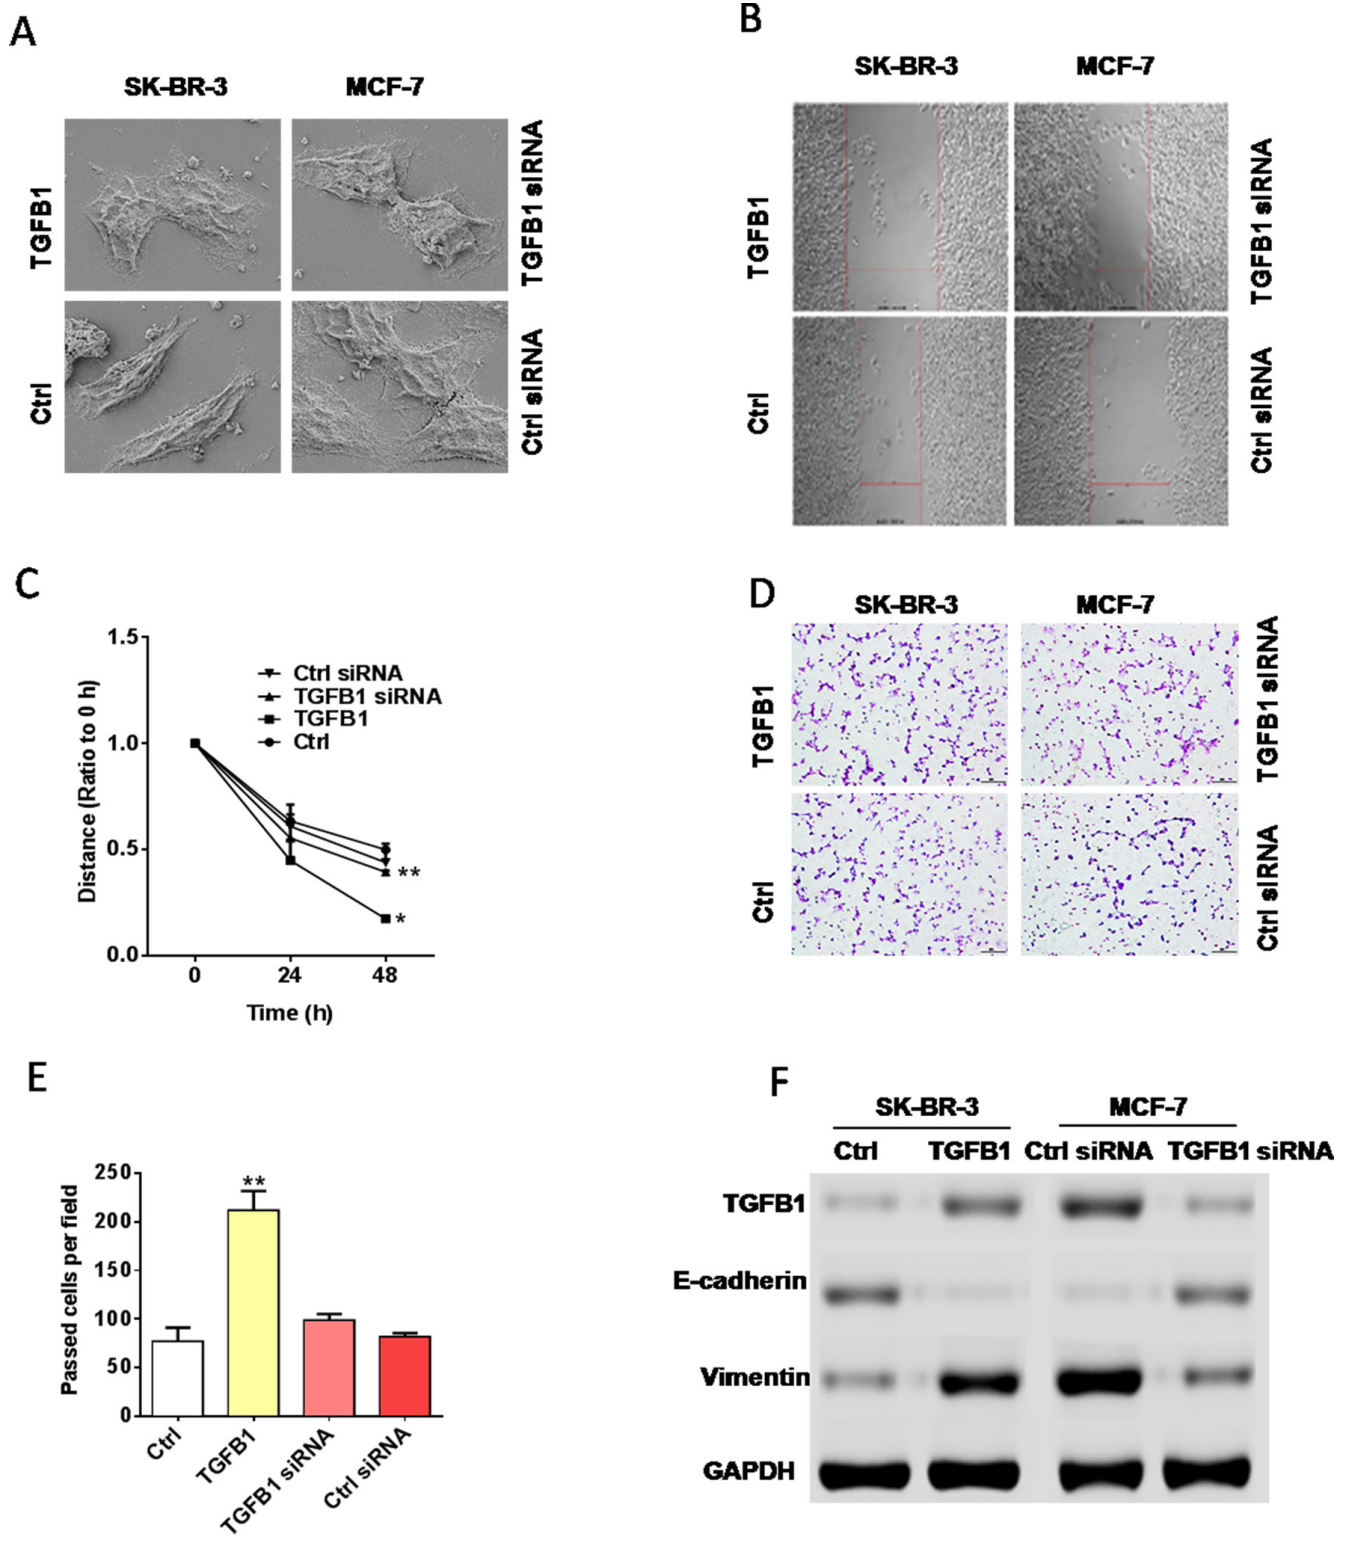 A
SK-BR-3 MCF-7
TGFB1
TGFB1 siRNA
Ctrl
Ctrl siRNA
B
SK-BR-3 MCF-7
TGFB1
TGFB1 siRNA
Ctrl
Ctrl siRNA
C
Distance (Ratio to 0 h)
1.5
1.0
0.5
0.0
Ctrl siRNA
TGFB1 siRNA
TGFB1
Ctrl
**
*
0 24 48
Time (h)
D
SK-BR-3 MCF-7
TGFB1
TGFB1 siRNA
Ctrl
Ctrl siRNA
E
Passed cells per field
250
200
150
100
50
0
**
Ctrl
TGFB1
TGFB1 siRNA
Ctrl siRNA
F
SK-BR-3 MCF-7
Ctrl TGFB1 Ctrl siRNA TGFB1 siRNA
TGFB1
E-cadherin
Vimentin
GAPDH